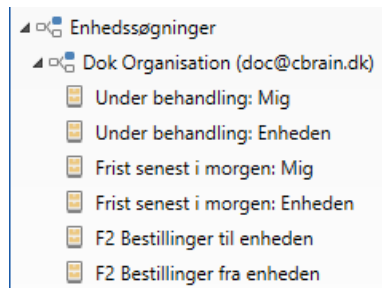 Enhedssøgninger
Dok Organisation (doc@cbrain.dk)
Under behandling: Mig
Under behandling: Enheden
Frist senest i morgen: Mig
Frist senest i morgen: Enheden
F2 Bestillinger til enheden
F2 Bestillinger fra enheden